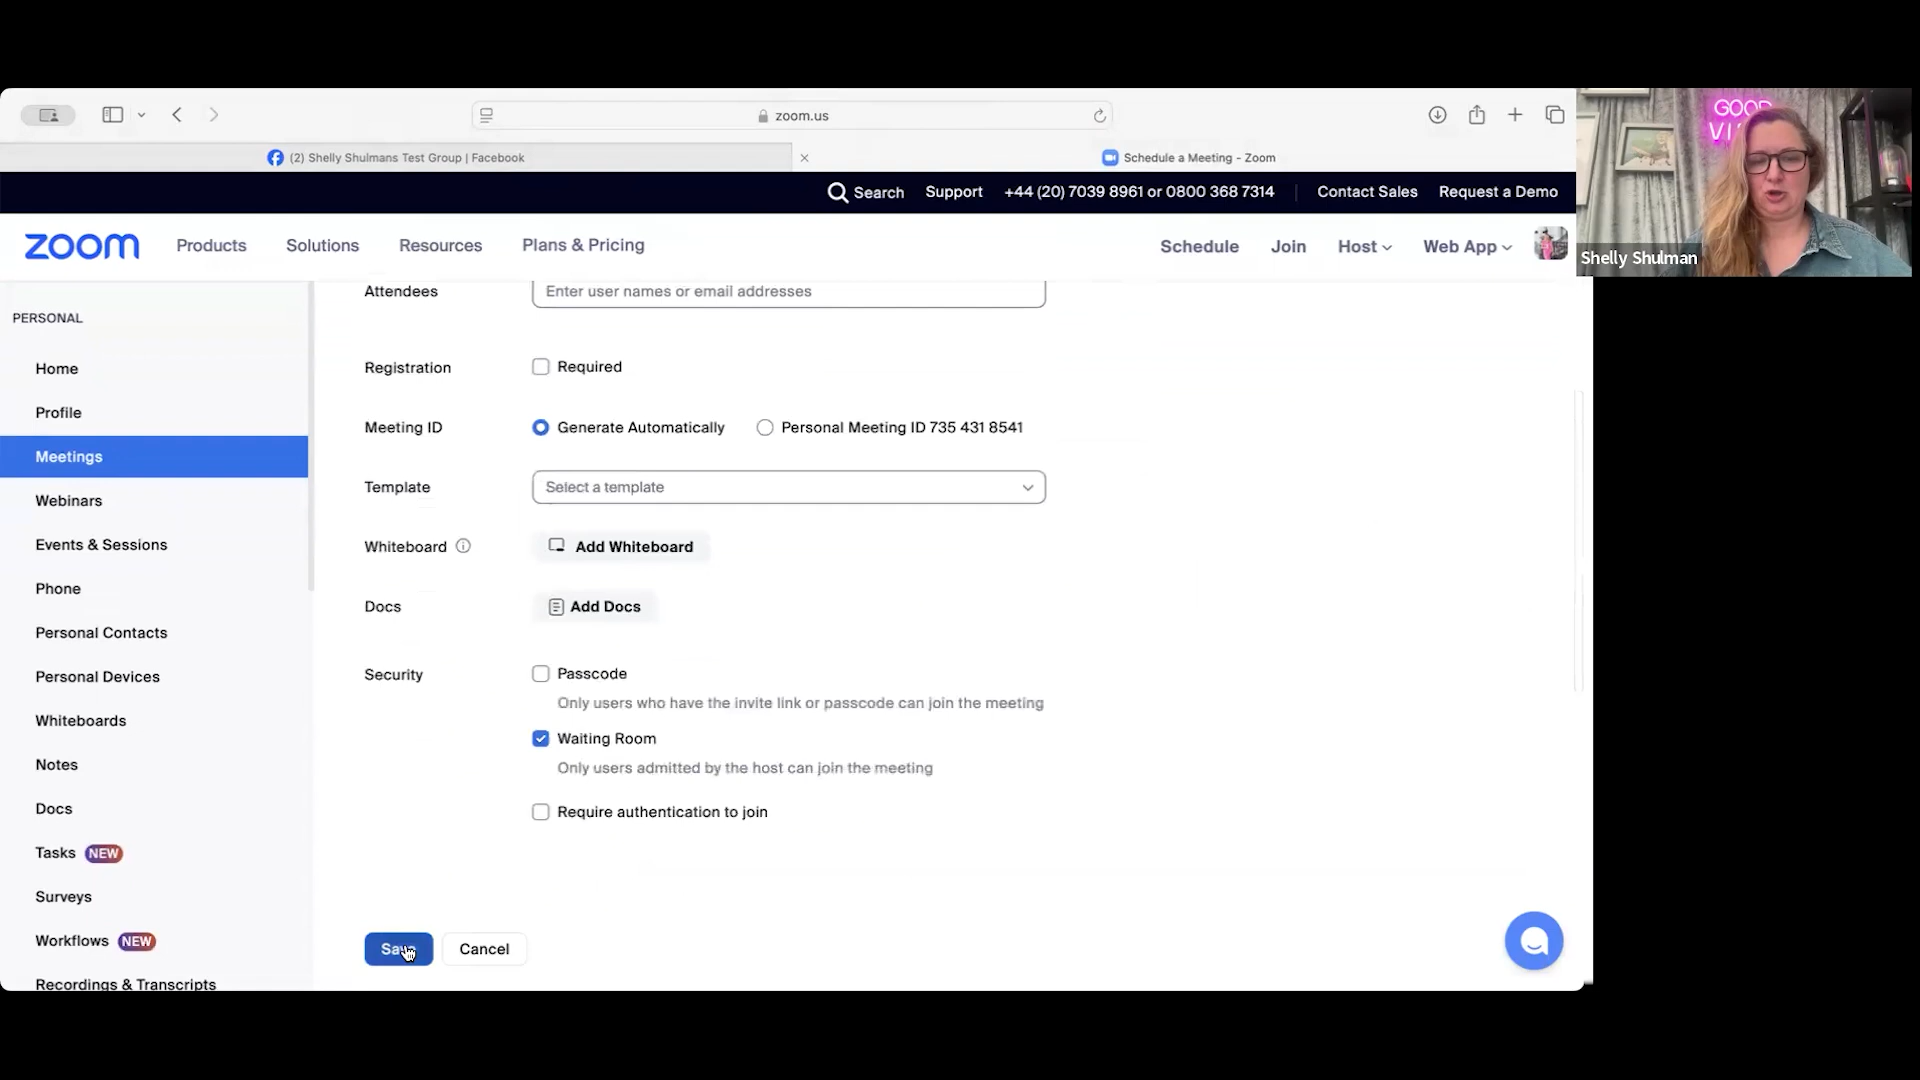 zoom.us
(2) Shelly Shulmans Test Group | Facebook
Schedule a Meeting - Zoom
GOOD
Shelly Shulman
Search Support +44 (20) 7039 8961 or 0800 368 7314 Contact Sales Request a Demo
zoom Products Solutions Resources Plans & Pricing Schedule Join Host Web App
PERSONAL
Home
Profile
Meetings
Webinars
Events & Sessions
Phone
Personal Contacts
Personal Devices
Whiteboards
Notes
Docs
Tasks NEW
Surveys
Workflows NEW
Recordings & Transcripts
Attendees Enter user names or email addresses
Registration Required
Meeting ID Generate Automatically Personal Meeting ID 735 431 8541
Template Select a template
Whiteboard Add Whiteboard
Docs Add Docs
Security Passcode
Only users who have the invite link or passcode can join the meeting
Waiting Room
Only users admitted by the host can join the meeting
Require authentication to join
Save Cancel